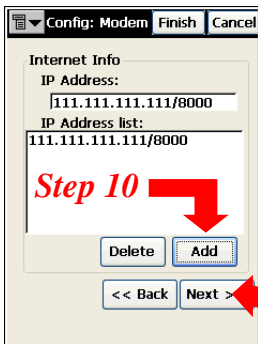 Config: Modem Finish Cancel
Internet Info
IP Address:
111.111.111.111/8000
IP Address list:
111.111.111.111/8000
Step 10
Delete Add
<< Back Next >